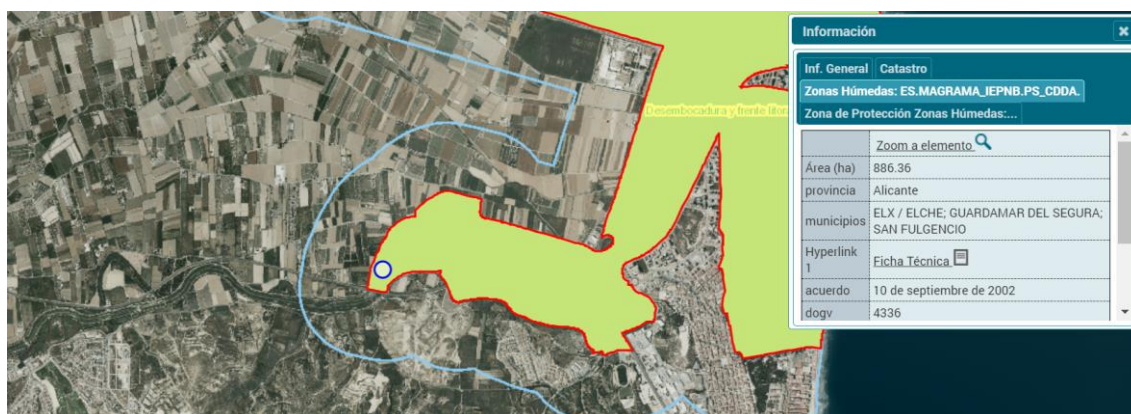 Desembocadura y frente litora
Información
Inf. General Catastro
Zonas Húmedas: ES.MAGRAMA_IEPNB.PS_CDDA.
Zona de Protección Zonas Húmedas:...
Zoom a elemento
Área (ha) 886.36
provincia Alicante
municipios ELX / ELCHE; GUARDAMAR DEL SEGURA;
SAN FULGENCIO
Hyperlink
1 Ficha Técnica
acuerdo 10 de septiembre de 2002
dogv 4336